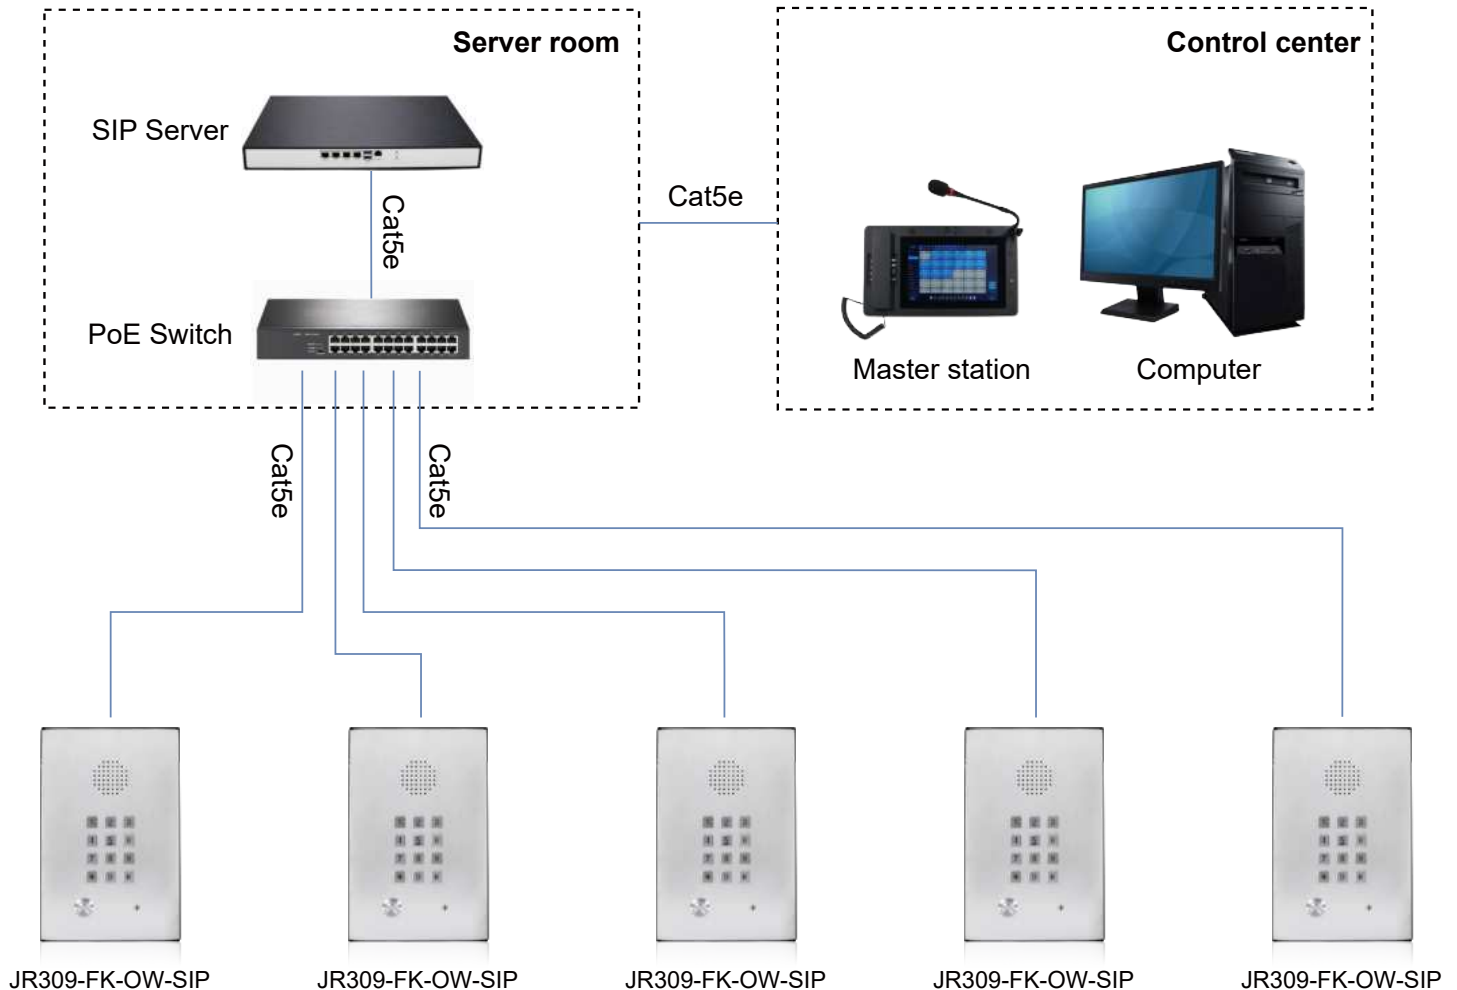 Server room
Control center
SIP Server
Cat5e
Cat5e
PoE Switch
Master station
Computer
Cat5e
Cat5e
JR309-FK-OW-SIP
JR309-FK-OW-SIP
JR309-FK-OW-SIP
JR309-FK-OW-SIP
JR309-FK-OW-SIP